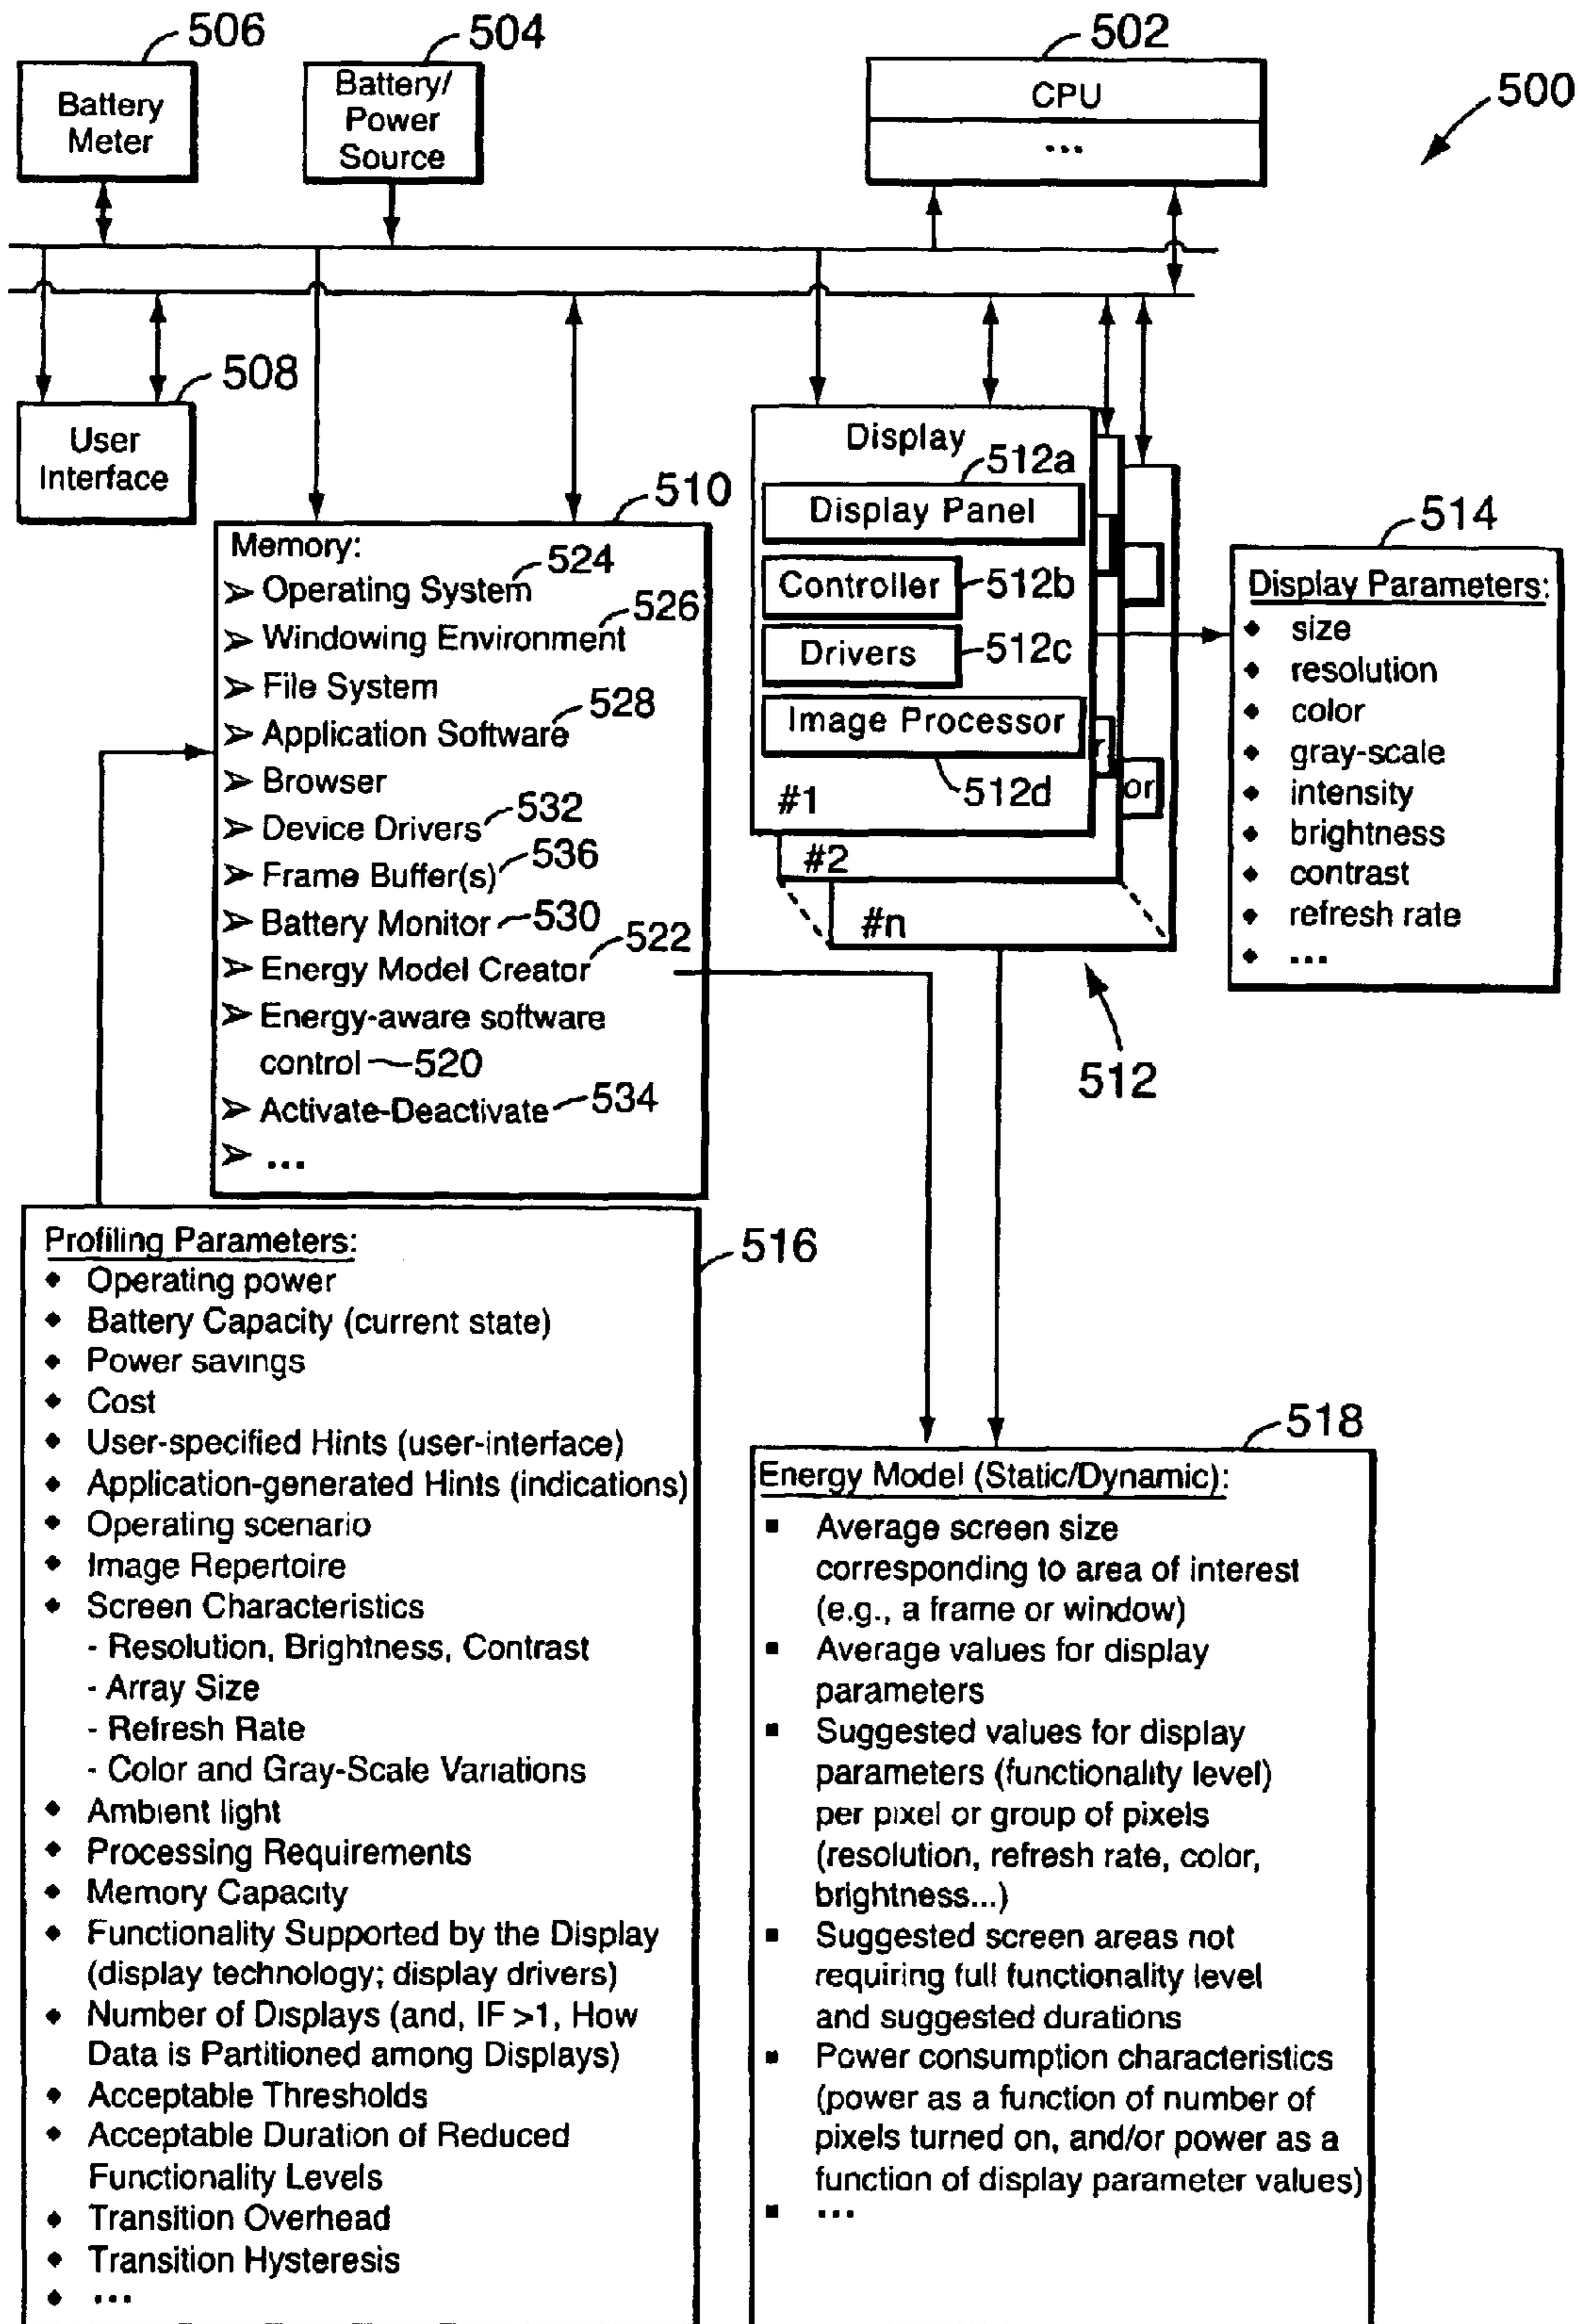 506
504
502
500
Battery
Meter
Battery/
Power
Source
CPU
...
508
User
Interface
510
Memory:
➢ Operating System 524
➢ Windowing Environment 526
➢ File System
➢ Application Software 528
➢ Browser
➢ Device Drivers 532
➢ Frame Buffer(s) 536
➢ Battery Monitor 530
➢ Energy Model Creator 522
➢ Energy-aware software
control 520
➢ Activate-Deactivate 534
➢ ...
Display
512a
Display Panel
Controller 512b
Drivers 512c
Image Processor
512d
#1
#2
#n
r
or
512
514
Display Parameters:
◆ size
◆ resolution
◆ color
◆ gray-scale
◆ intensity
◆ brightness
◆ contrast
◆ refresh rate
◆ ...
516
Profiling Parameters:
◆ Operating power
◆ Battery Capacity (current state)
◆ Power savings
◆ Cost
◆ User-specified Hints (user-interface)
◆ Application-generated Hints (indications)
◆ Operating scenario
◆ Image Repertoire
◆ Screen Characteristics
- Resolution, Brightness, Contrast
- Array Size
- Refresh Rate
- Color and Gray-Scale Variations
◆ Ambient light
◆ Processing Requirements
◆ Memory Capacity
◆ Functionality Supported by the Display
(display technology; display drivers)
◆ Number of Displays (and, IF >1, How
Data is Partitioned among Displays)
◆ Acceptable Thresholds
◆ Acceptable Duration of Reduced
Functionality Levels
◆ Transition Overhead
◆ Transition Hysteresis
◆ ...
518
Energy Model (Static/Dynamic):
■ Average screen size
corresponding to area of interest
(e.g., a frame or window)
■ Average values for display
parameters
■ Suggested values for display
parameters (functionality level)
per pixel or group of pixels
(resolution, refresh rate, color,
brightness...)
■ Suggested screen areas not
requiring full functionality level
and suggested durations
■ Power consumption characteristics
(power as a function of number of
pixels turned on, and/or power as a
function of display parameter values)
■ ...